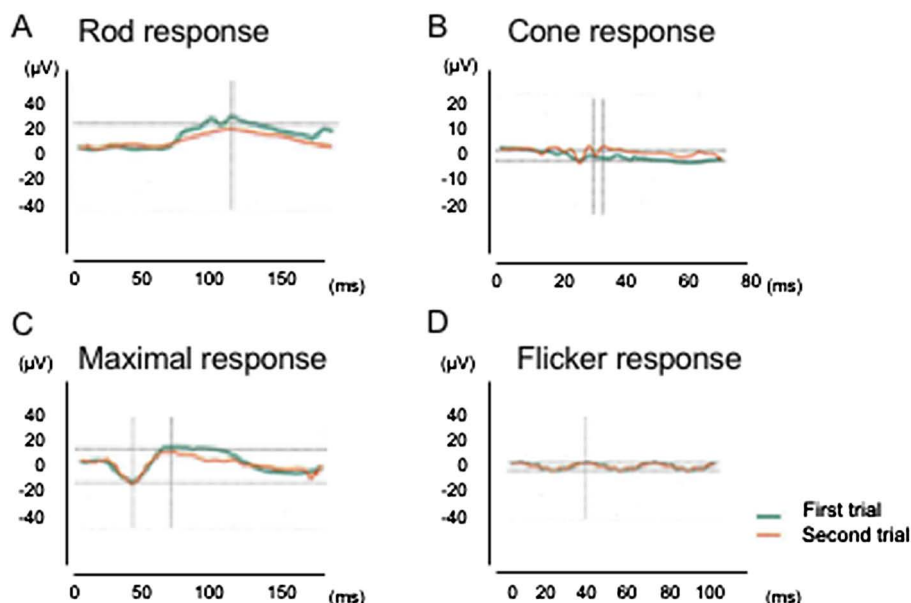 A Rod response
(µV)
40
20
0
-20
-40
0 50 100 150 (ms)
B Cone response
(µV)
20
10
0
-10
-20
0 20 40 60 80 (ms)
C
Maximal response
(µV)
40
20
0
-20
-40
0 50 100 150 (ms)
D
Flicker response
(µV)
40
20
0
-20
-40
0 20 40 60 80 100 (ms)
First trial
Second trial